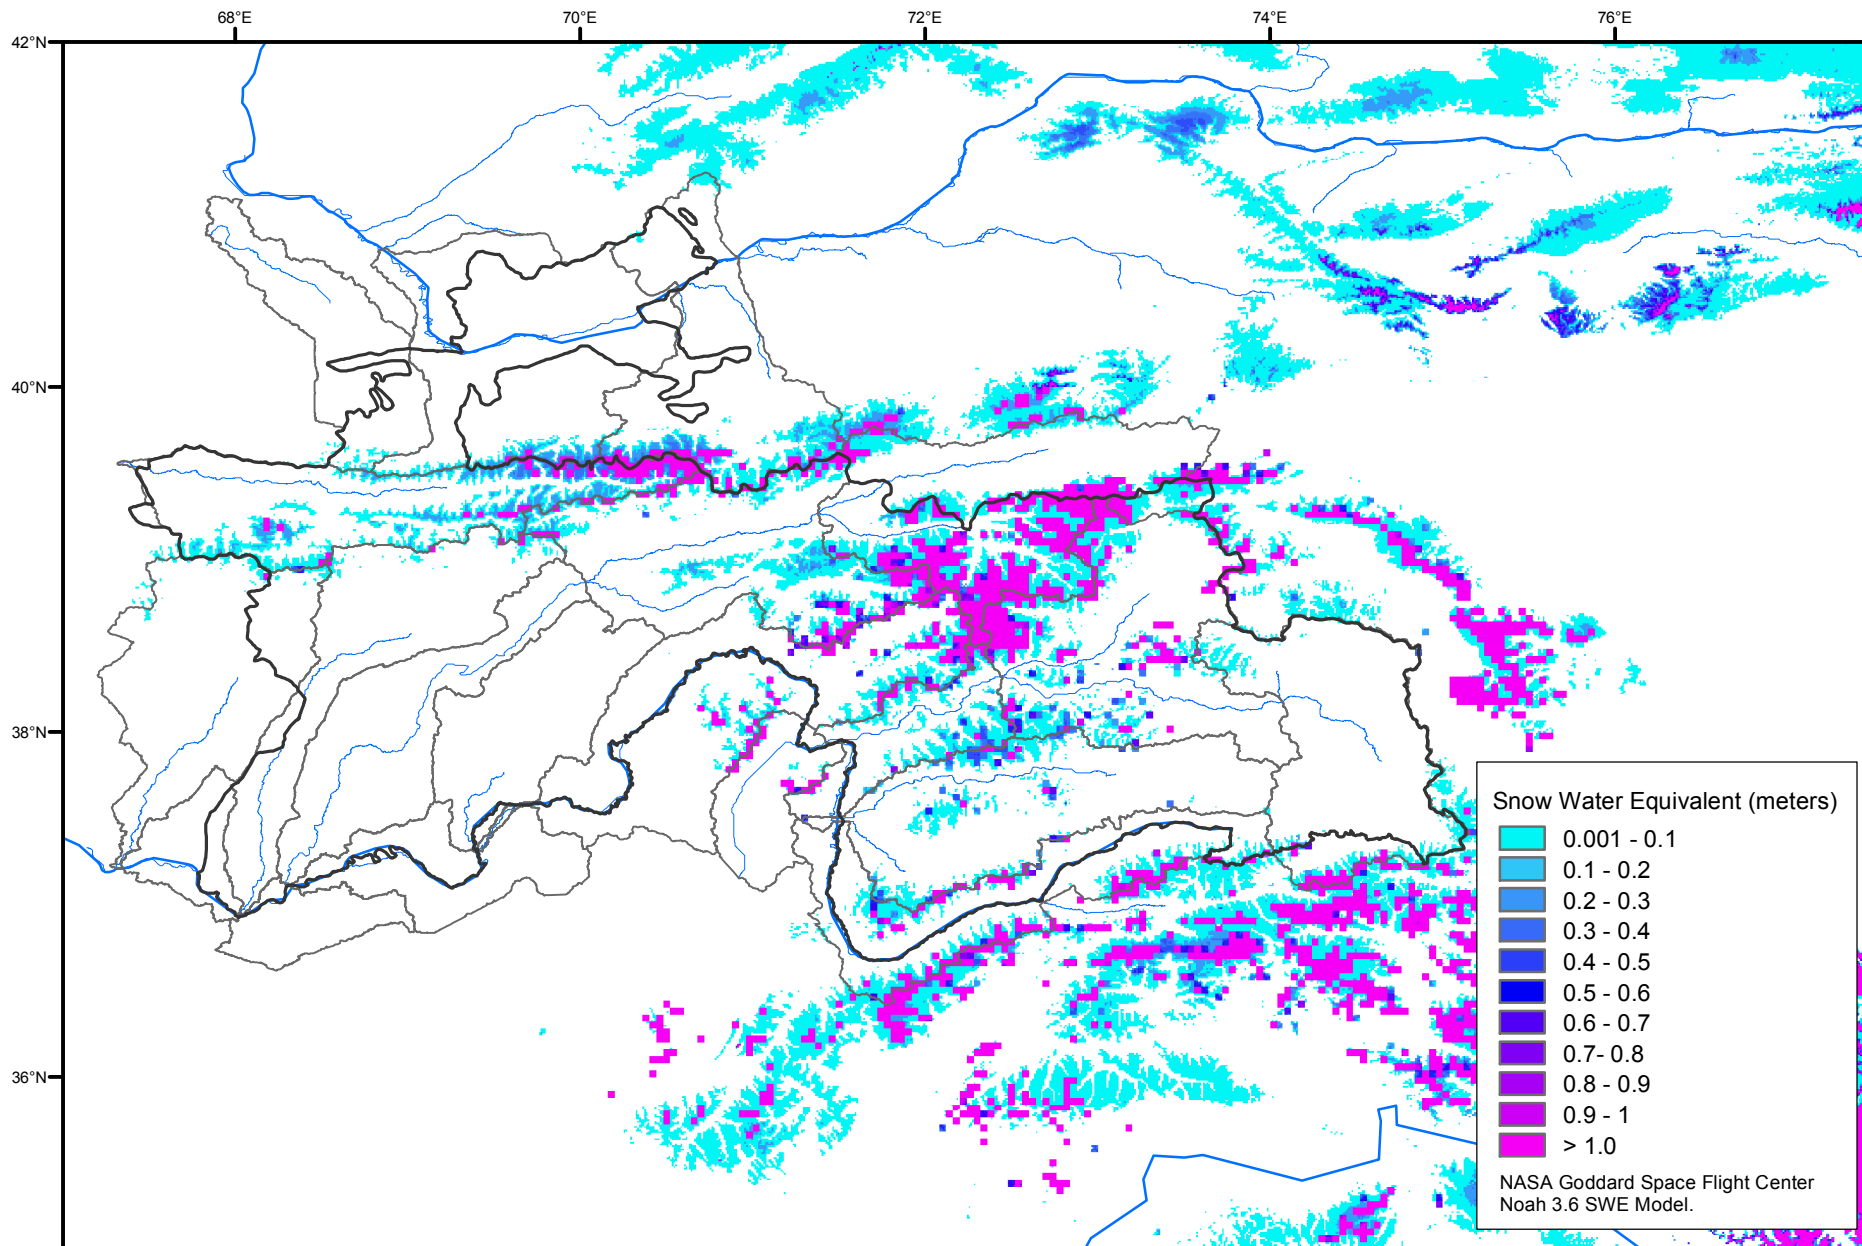 68°E 70°E 72°E 74°E 76°E
42°N
40°N
38°N
36°N
Snow Water Equivalent (meters)
0.001 - 0.1
0.1 - 0.2
0.2 - 0.3
0.3 - 0.4
0.4 - 0.5
0.5 - 0.6
0.6 - 0.7
0.7- 0.8
0.8 - 0.9
0.9 - 1
> 1.0
NASA Goddard Space Flight Center
Noah 3.6 SWE Model.